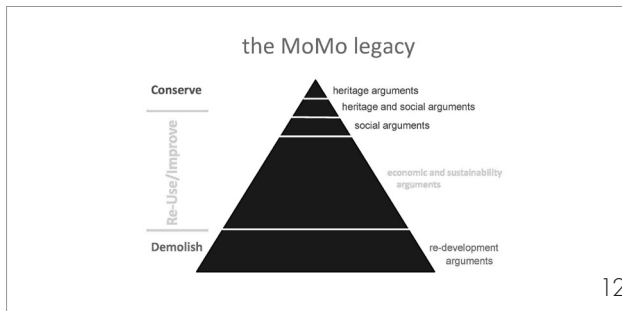 the MoMo legacy
Conserve
heritage arguments
heritage and social arguments
social arguments
Re-Use/Improve
economic and sustainability
arguments
Demolish
re-development
arguments
12